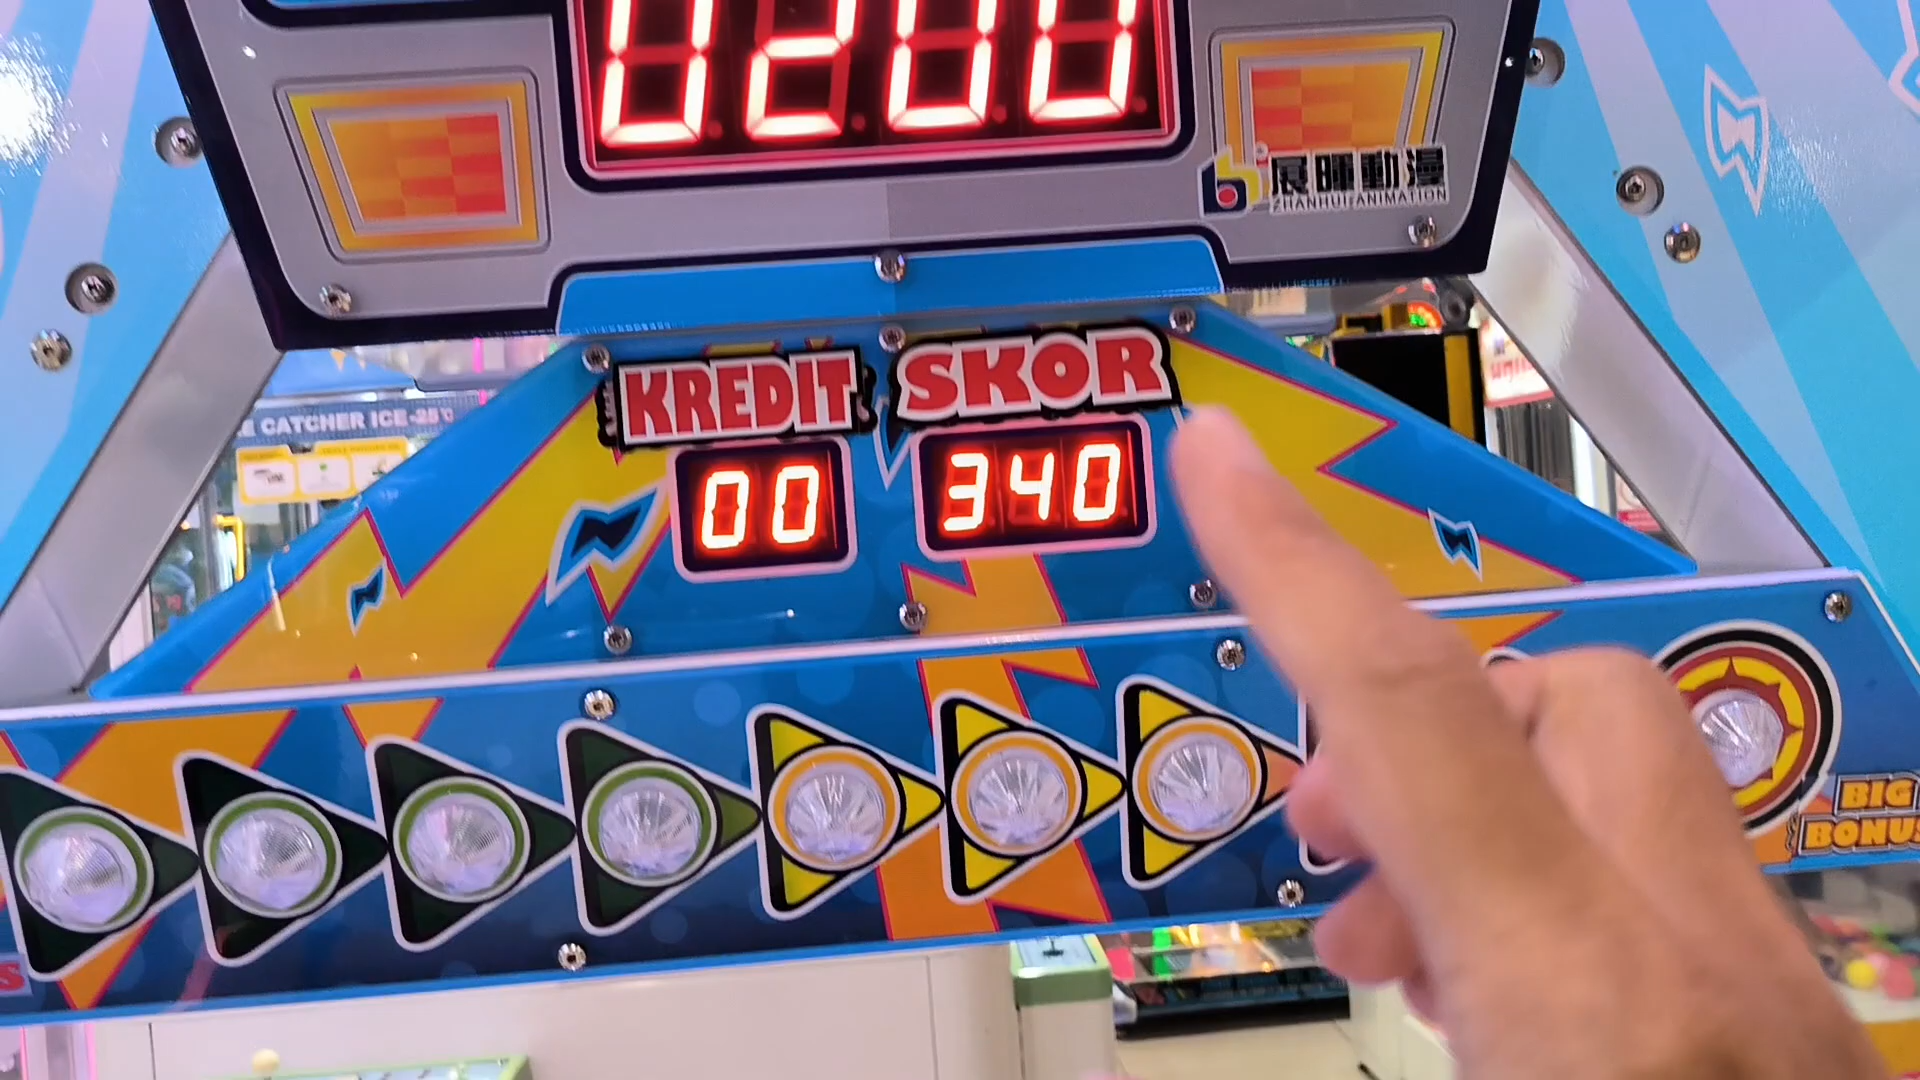 0200
展暉動漫
ZHANHUI ANIMATION
KREDIT
SKOR
00
340
E CATCHER ICE-25℃
BIG
BONUS
S